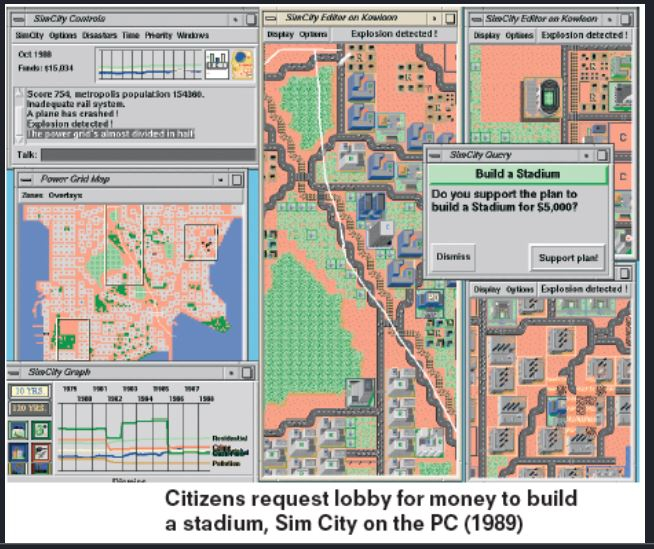 SimCity Controls
SimCity Options Disasters Time Priority Windows
Oct 1988
Funds: $15,034
Score 754, metropolis population 154360.
Inadequate rail system.
A plane has crashed!
Explosion detected!
The power grid's almost divided in half
Talk:
Power Grid Map
Zones Overlays
SimCity Graph
10 YRS.
120 YRS.
1979 1981 1983 1985 1987
1980 1982 1984 1986 1988
Residential
Crime
Pollution
Dismiss
SimCity Editor on Kowloon
Display Options Explosion detected!
SimCity Editor on Kowloon
Display Options Explosion detected!
SimCity Query
Build a Stadium
Do you support the plan to
build a Stadium for $5,000?
Dismiss Support plan!
Display Options Explosion detected!
Citizens request lobby for money to build
a stadium, Sim City on the PC (1989)